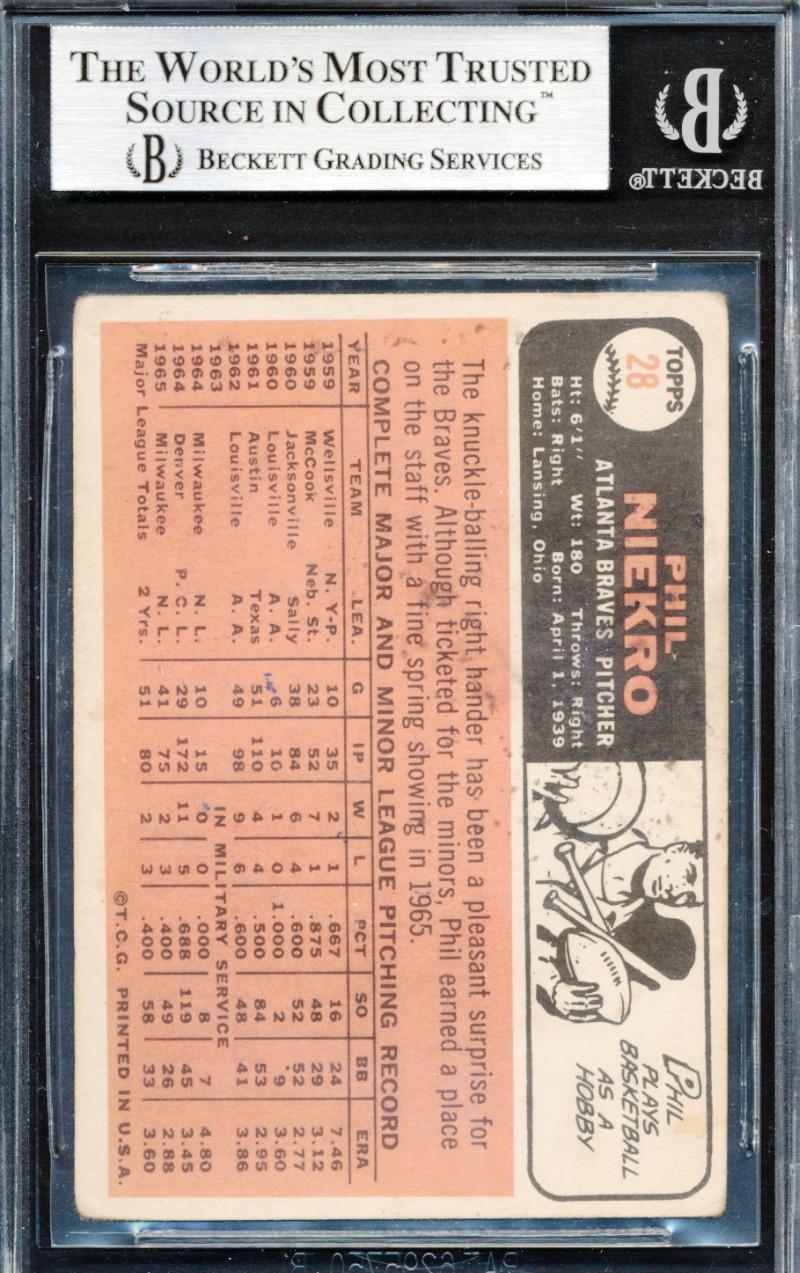 THE WORLD'S MOST TRUSTED
SOURCE IN COLLECTING™
B BECKETT GRADING SERVICES
B
BECKETT®
TOPPS
28
PHIL
NIEKRO
ATLANTA BRAVES PITCHER
Ht: 6'1" Wt: 180 Throws: Right
Bats: Right Born: April 1, 1939
Home: Lansing, Ohio
PHIL
PLAYS
BASKETBALL
AS A
HOBBY
The knuckle-balling right hander has been a pleasant surprise for
the Braves. Although ticketed for the minors, Phil earned a place
on the staff with a fine spring showing in 1965.
COMPLETE MAJOR AND MINOR LEAGUE PITCHING RECORD
YEAR TEAM LEA. G IP W L PCT SO BB ERA
1959 Wellsville N. Y-P. 10 35 2 1 .667 16 24 7.46
1959 McCook Neb. St. 23 52 7 1 .875 48 29 3.12
1960 Jacksonville Sally 38 84 6 4 .600 52 52 2.77
1960 Louisville A. A. 6 10 1 0 1.000 2 9 3.60
1961 Austin Texas 51 110 4 4 .500 84 53 2.95
1962 Louisville A. A. 49 98 9 6 .600 48 41 3.86
1963 IN MILITARY SERVICE
1964 Milwaukee N. L. 10 15 0 0 .000 8 7 4.80
1964 Denver P. C. L. 29 172 11 5 .688 119 45 3.45
1965 Milwaukee N. L. 41 75 2 3 .400 49 26 2.88
Major League Totals 2 Yrs. 51 80 2 3 .400 58 33 3.60
©T.C.G. PRINTED IN U.S.A.